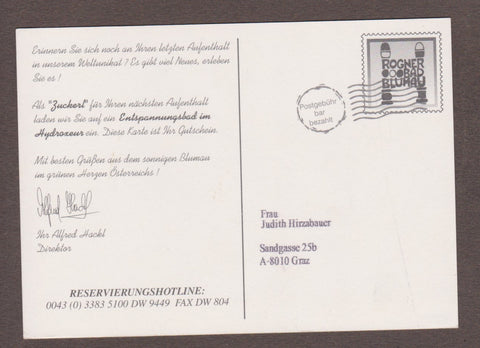 Erinnern Sie sich noch an Ihren letzten Aufenthalt
in unserem Weltunikat ? Es gibt viel Neues, erleben
Sie es !
Als "Zuckerl" für Ihren nächsten Aufenthalt
laden wir Sie auf ein Entspannungsbad im
Hydroxeur ein. Diese Karte ist Ihr Gutschein.
Mit besten Grüßen aus dem sonnigen Blumau
im grünen Herzen Österreichs !
Ihr Alfred Hackl
Direktor
RESERVIERUNGSHOTLINE:
0043 (0) 3383 5100 DW 9449 FAX DW 804
ROGNER
BAD
BLUMAU
Postgebühr
bar
bezahlt
Frau
Judith Hirzabauer
Sandgasse 25b
A-8010 Graz